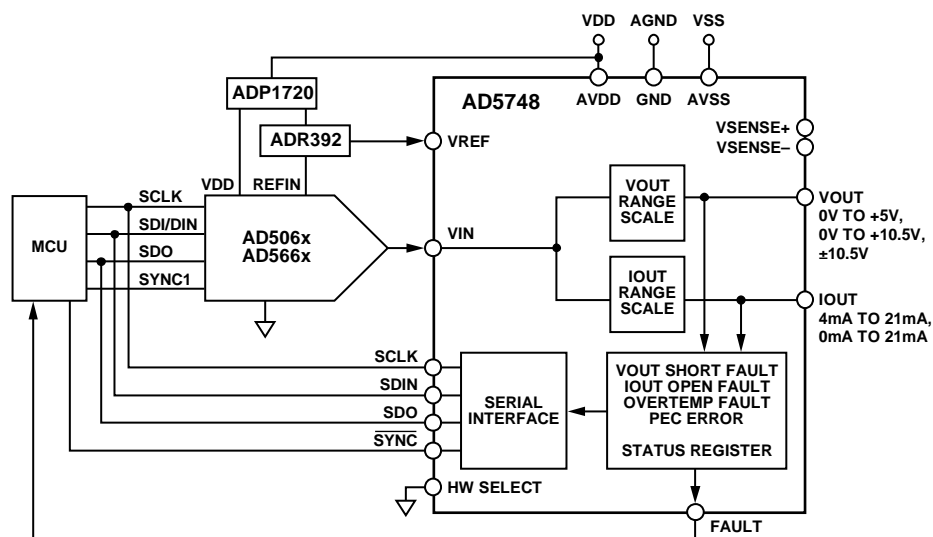 VDD
AGND
VSS
ADP1720
AD5748
AVDD
GND
AVSS
ADR392
VREF
VSENSE+
VSENSE–
VDD
REFIN
SCLK
SDI/DIN
SDO
SYNC1
MCU
AD506x
AD566x
VIN
VOUT
RANGE
SCALE
VOUT
0V TO +5V,
0V TO +10.5V,
±10.5V
IOUT
RANGE
SCALE
IOUT
4mA TO 21mA,
0mA TO 21mA
SCLK
SDIN
SDO
SYNC
SERIAL
INTERFACE
VOUT SHORT FAULT
IOUT OPEN FAULT
OVERTEMP FAULT
PEC ERROR
STATUS REGISTER
HW SELECT
FAULT